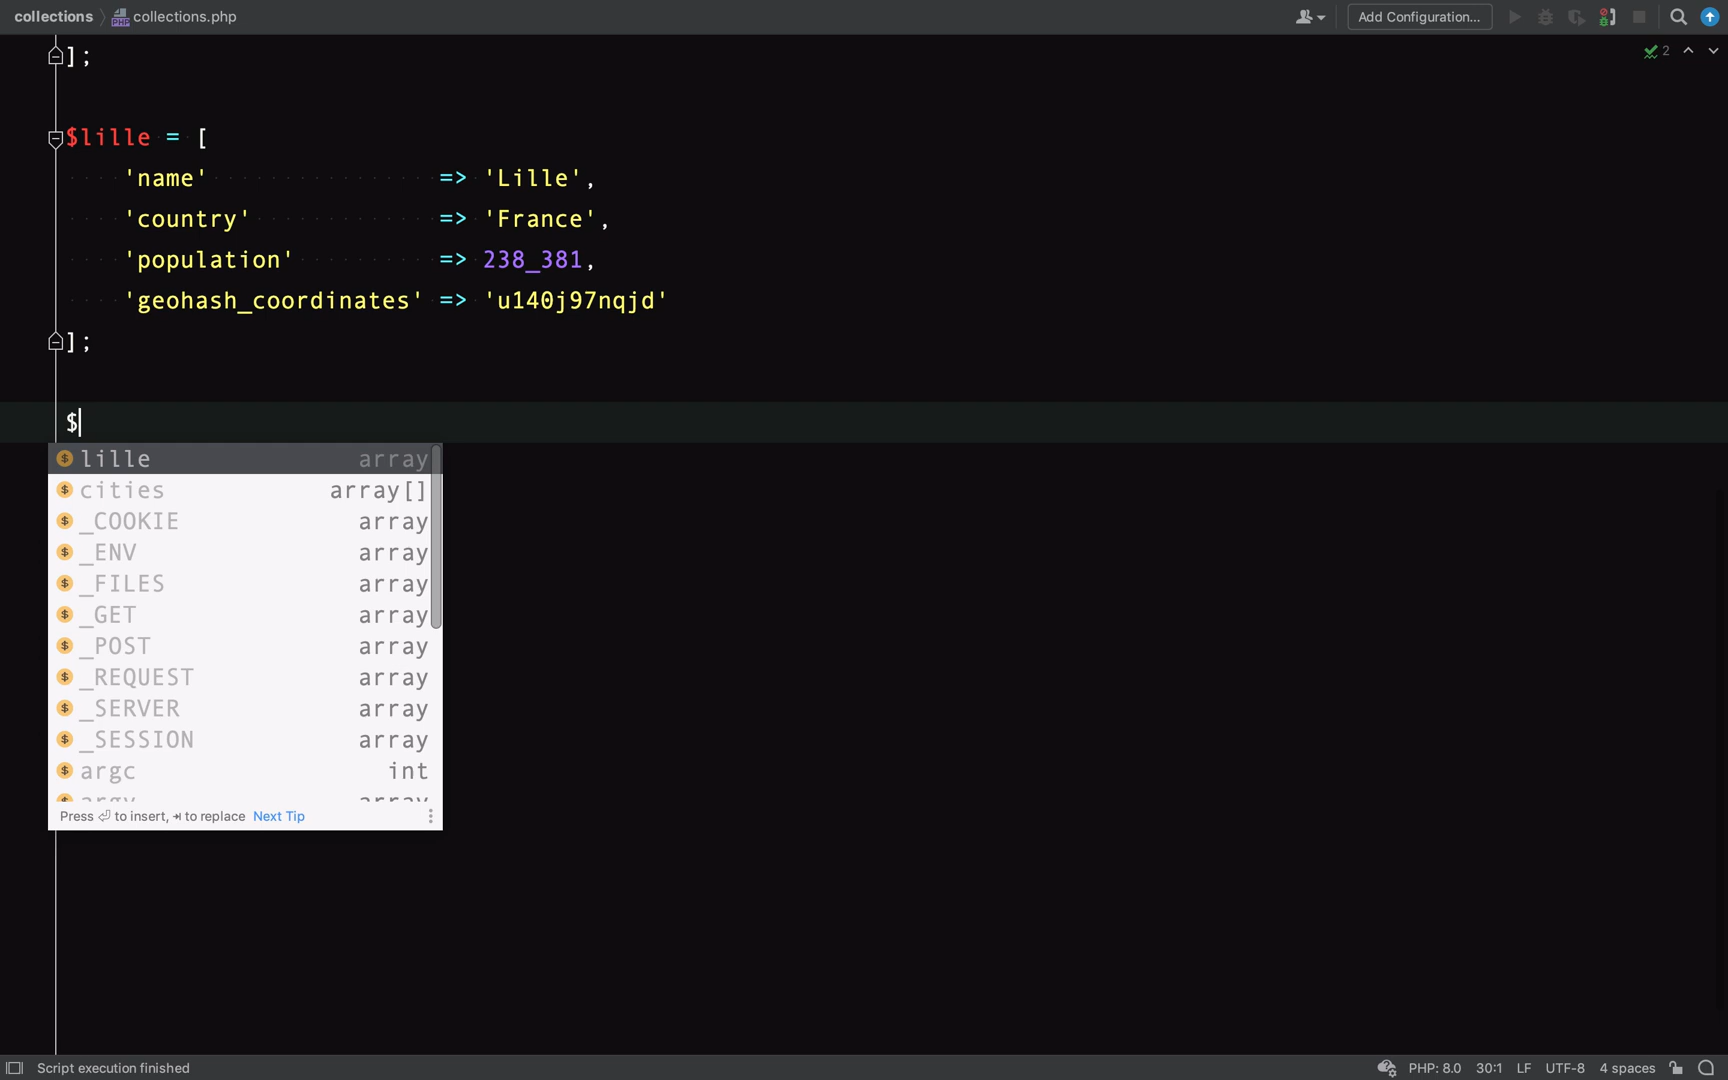 collections 〉 collections.php
Add Configuration...
];
2
$lille = [
'name' => 'Lille',
'country' => 'France',
'population' => 238_381,
'geohash_coordinates' => 'u140j97nqjd'
];
$
lille array
cities array[]
_COOKIE array
_ENV array
_FILES array
_GET array
_POST array
_REQUEST array
_SERVER array
_SESSION array
argc int
argv array
Press ⏎ to insert, ⇥ to replace Next Tip
Script execution finished
PHP: 8.0 30:1 LF UTF-8 4 spaces